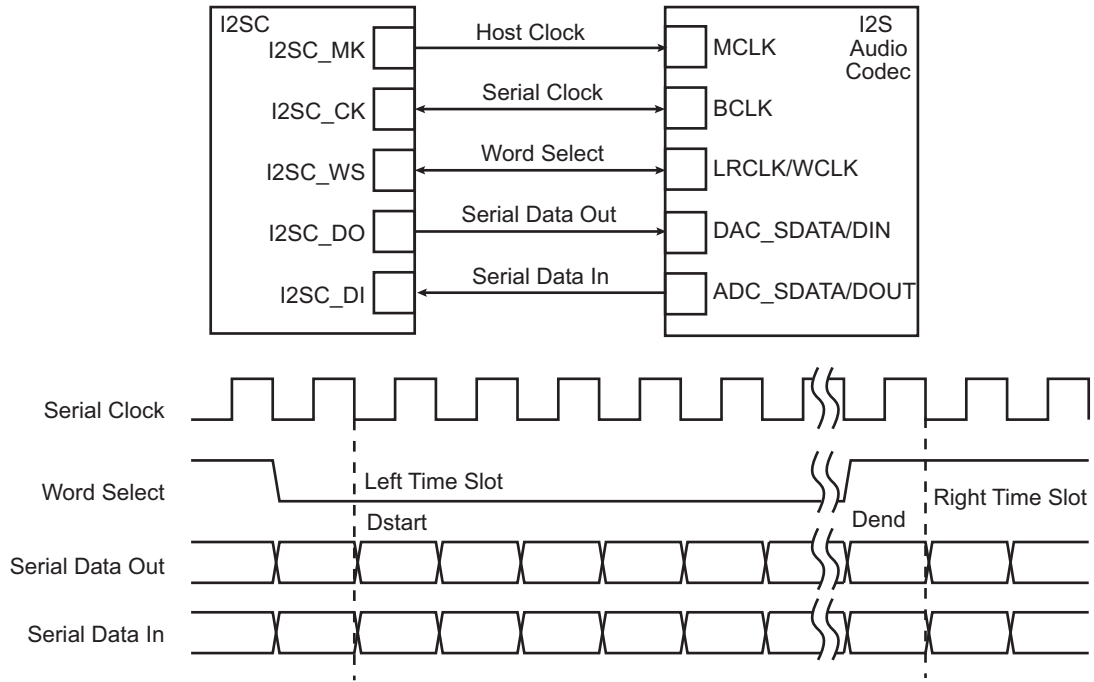 I2SC
I2S
Audio
Codec
I2SC_MK
Host Clock
MCLK
I2SC_CK
Serial Clock
BCLK
I2SC_WS
Word Select
LRCLK/WCLK
I2SC_DO
Serial Data Out
DAC_SDATA/DIN
I2SC_DI
Serial Data In
ADC_SDATA/DOUT
Serial Clock
Word Select
Left Time Slot
Right Time Slot
Dstart
Dend
Serial Data Out
Serial Data In